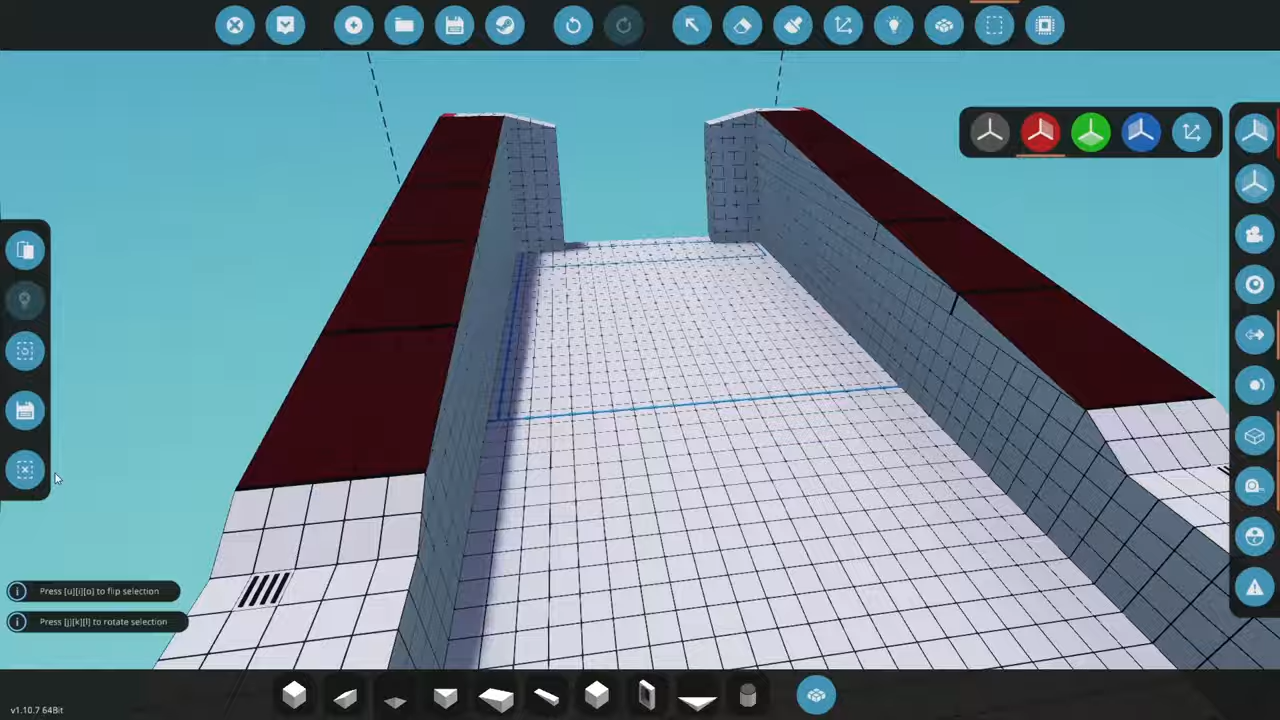 Press [u][i][o] to flip selection
Press [j][k][l] to rotate selection
v1.10.7 64Bit